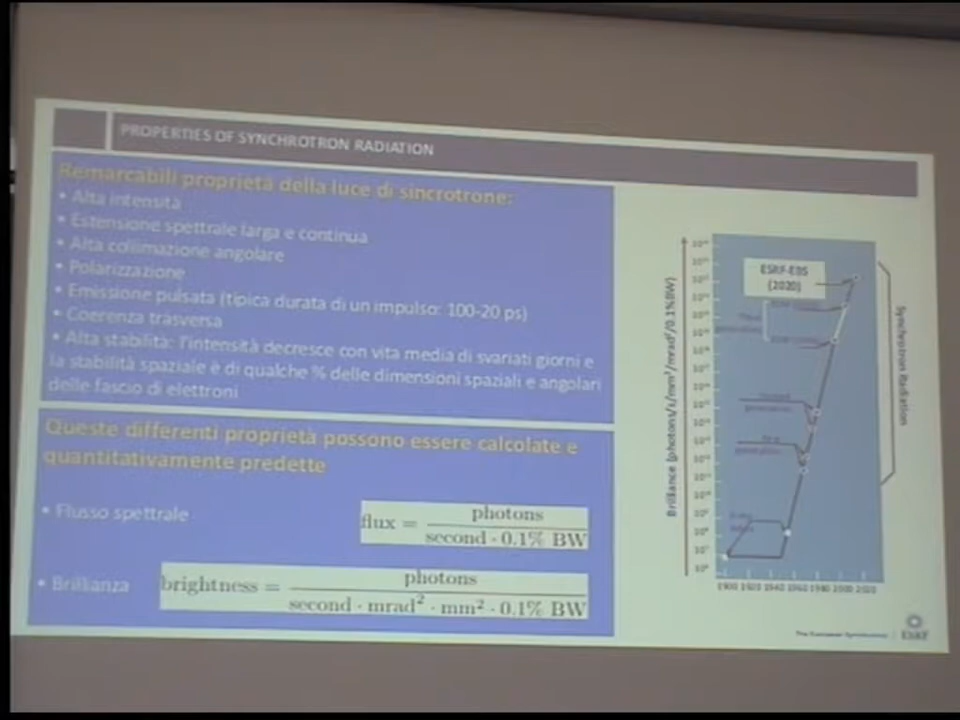 PROPERTIES OF SYNCHROTRON RADIATION
Remarcabili proprietà della luce di sincrotrone:
• Alta intensità
• Estensione spettrale larga e continua
• Alta collimazione angolare
• Polarizzazione
• Emissione pulsata (tipica durata di un impulso: 100-20 ps)
• Coerenza trasversa
• Alta stabilità: l'intensità decresce con vita media di svariati giorni e
la stabilità spaziale è di qualche % delle dimensioni spaziali e angolari
delle fascio di elettroni
Queste differenti proprietà possono essere calcolate e
quantitativamente predette
• Flusso spettrale
flux =
photons
second · 0.1% BW
• Brillianza
brightness =
photons
second · mrad² · mm² · 0.1% BW
Brilliance (photons/s/mm²/mrad²/0.1%BW)
ESRF-EBS
(2020)
Synchrotron Radiation
1900 1920 1940 1960 1980 2000 2020
The European Synchrotron
ESRF